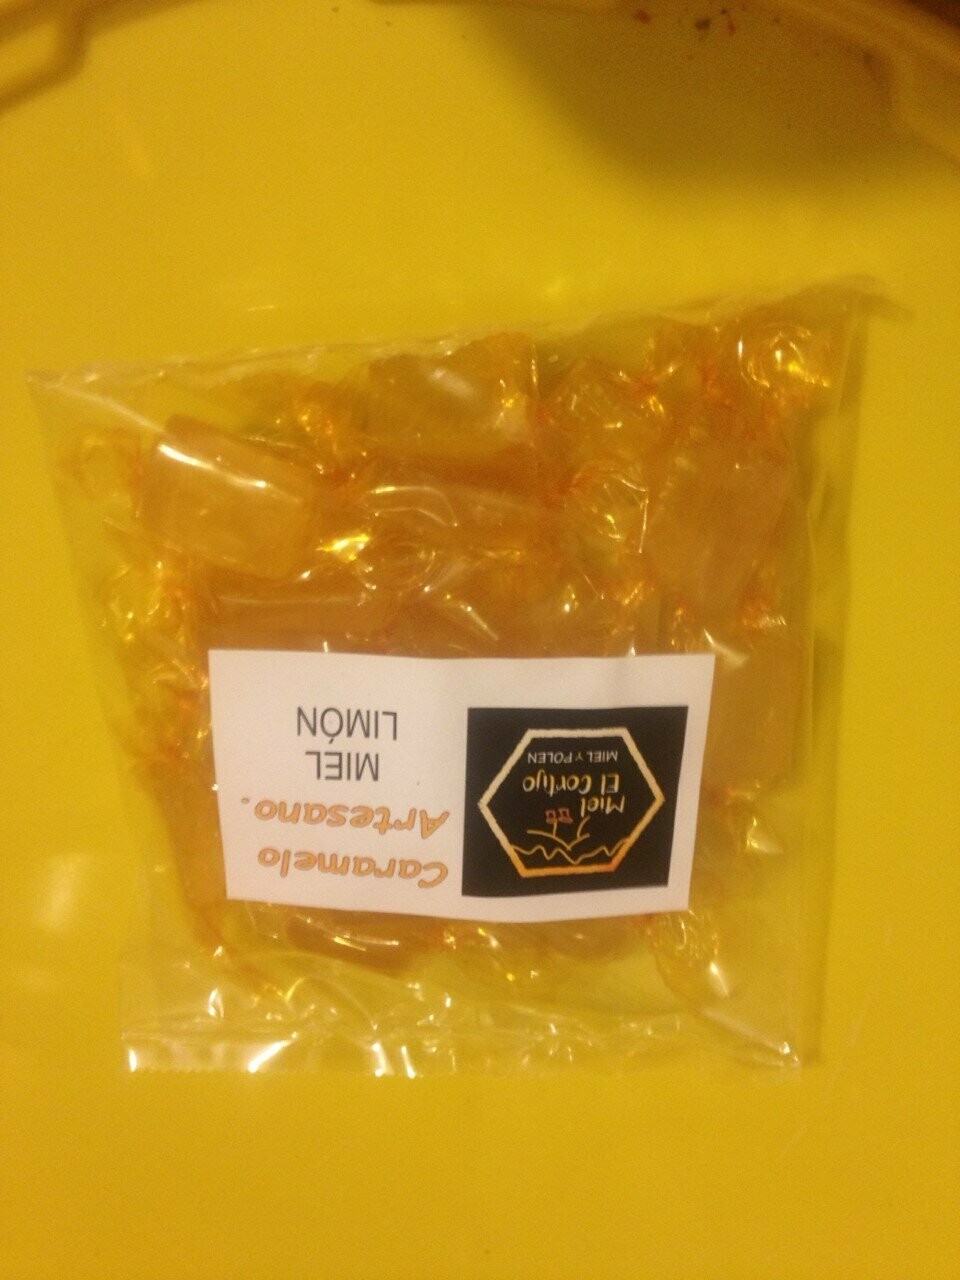 Miel
El Cortijo
MIEL Y POLEN
Caramelo
Artesano.
MIEL
LIMÓN